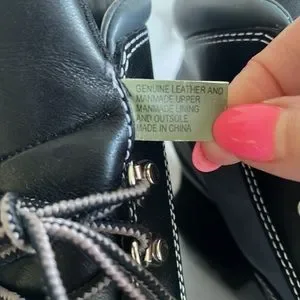 GENUINE LEATHER AND
MANMADE UPPER
MANMADE LINING
AND OUTSOLE
MADE IN CHINA